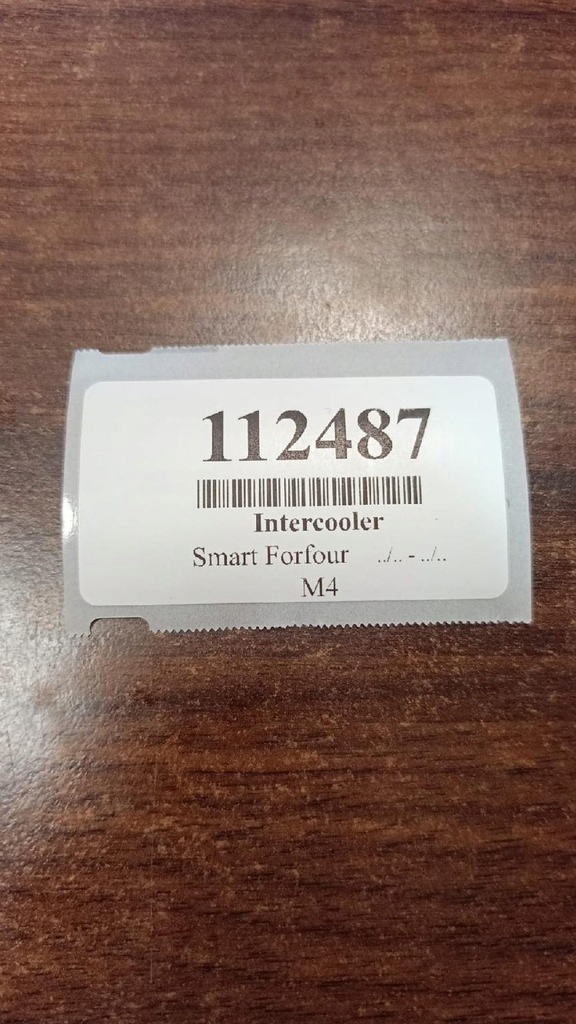 112487
Intercooler
Smart Forfour ../.. - ../..
M4